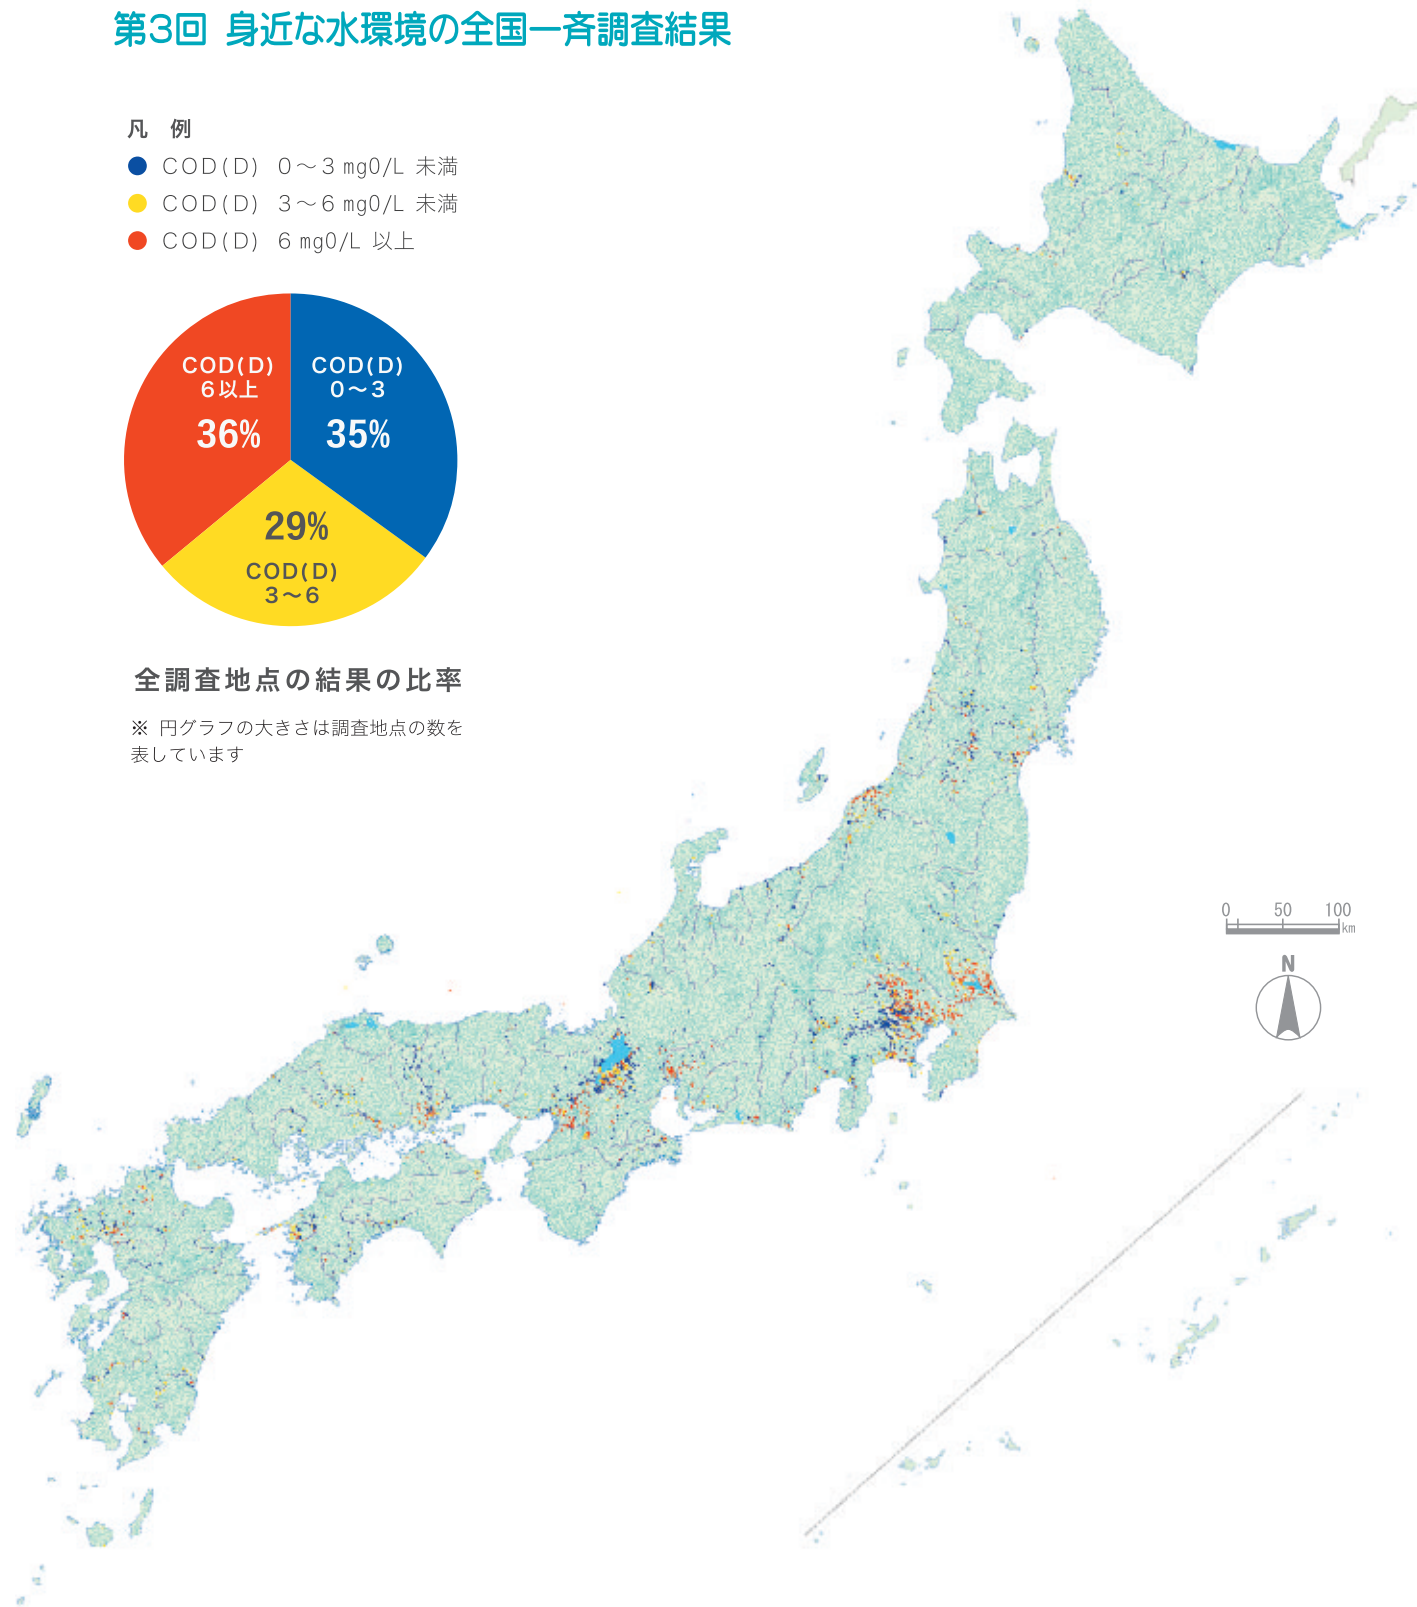 第3回 身近な水環境の全国一斉調査結果
凡 例
COD(D) 0～3 mgO/L 未満
COD(D) 3～6 mgO/L 未満
COD(D) 6 mgO/L 以上
COD(D)
6以上
36%
COD(D)
0～3
35%
29%
COD(D)
3～6
全調査地点の結果の比率
※ 円グラフの大きさは調査地点の数を
表しています
0 50 100
km
N